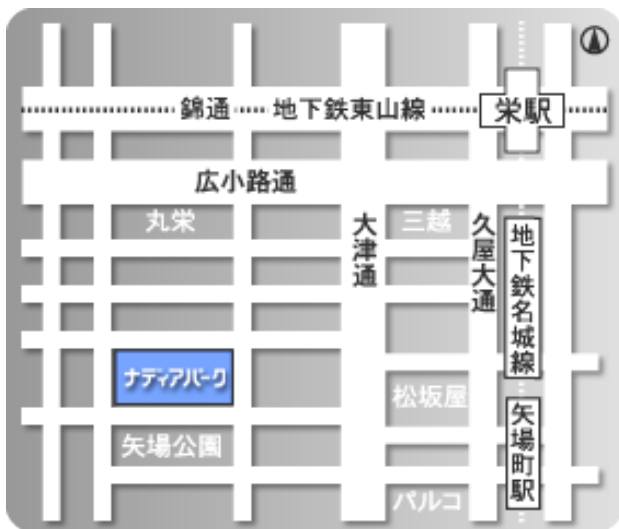 錦通 地下鉄東山線 栄駅
広小路通
丸栄
大津通
三越
久屋大通
地下鉄名城線
ナディアパーク
松坂屋
矢場公園
矢場町駅
パルコ